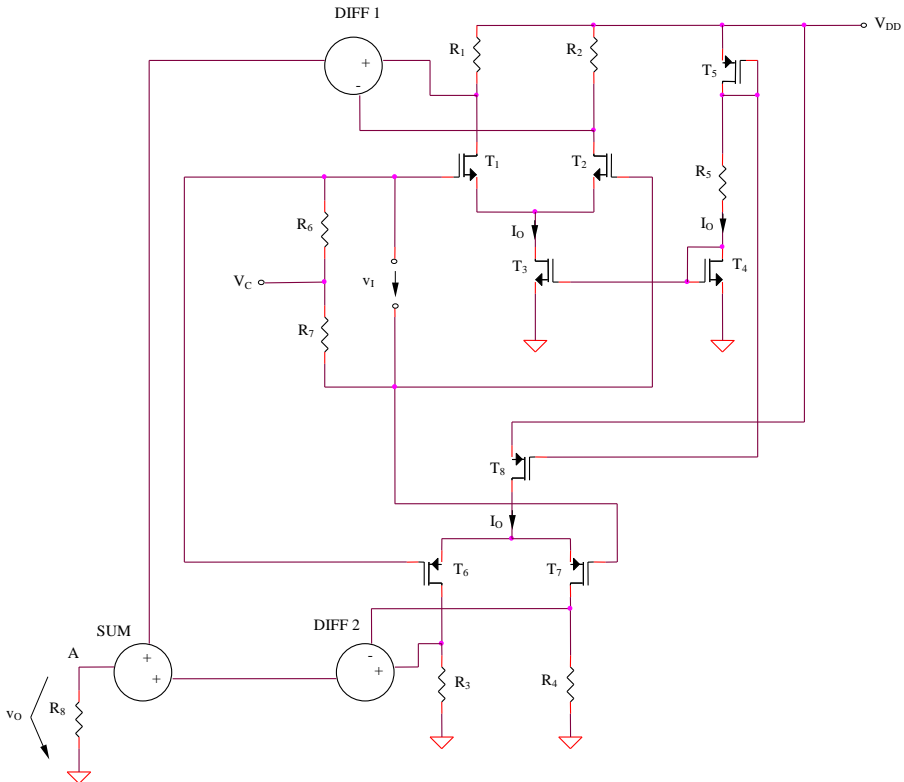 DIFF 1
V_DD
R_1
R_2
+
-
T_5
T_1
T_2
R_5
R_6
I_O
I_O
V_C
v_I
T_3
T_4
R_7
T_8
I_O
T_6
T_7
SUM
DIFF 2
A
+
+
-
+
R_3
R_4
v_O
R_8